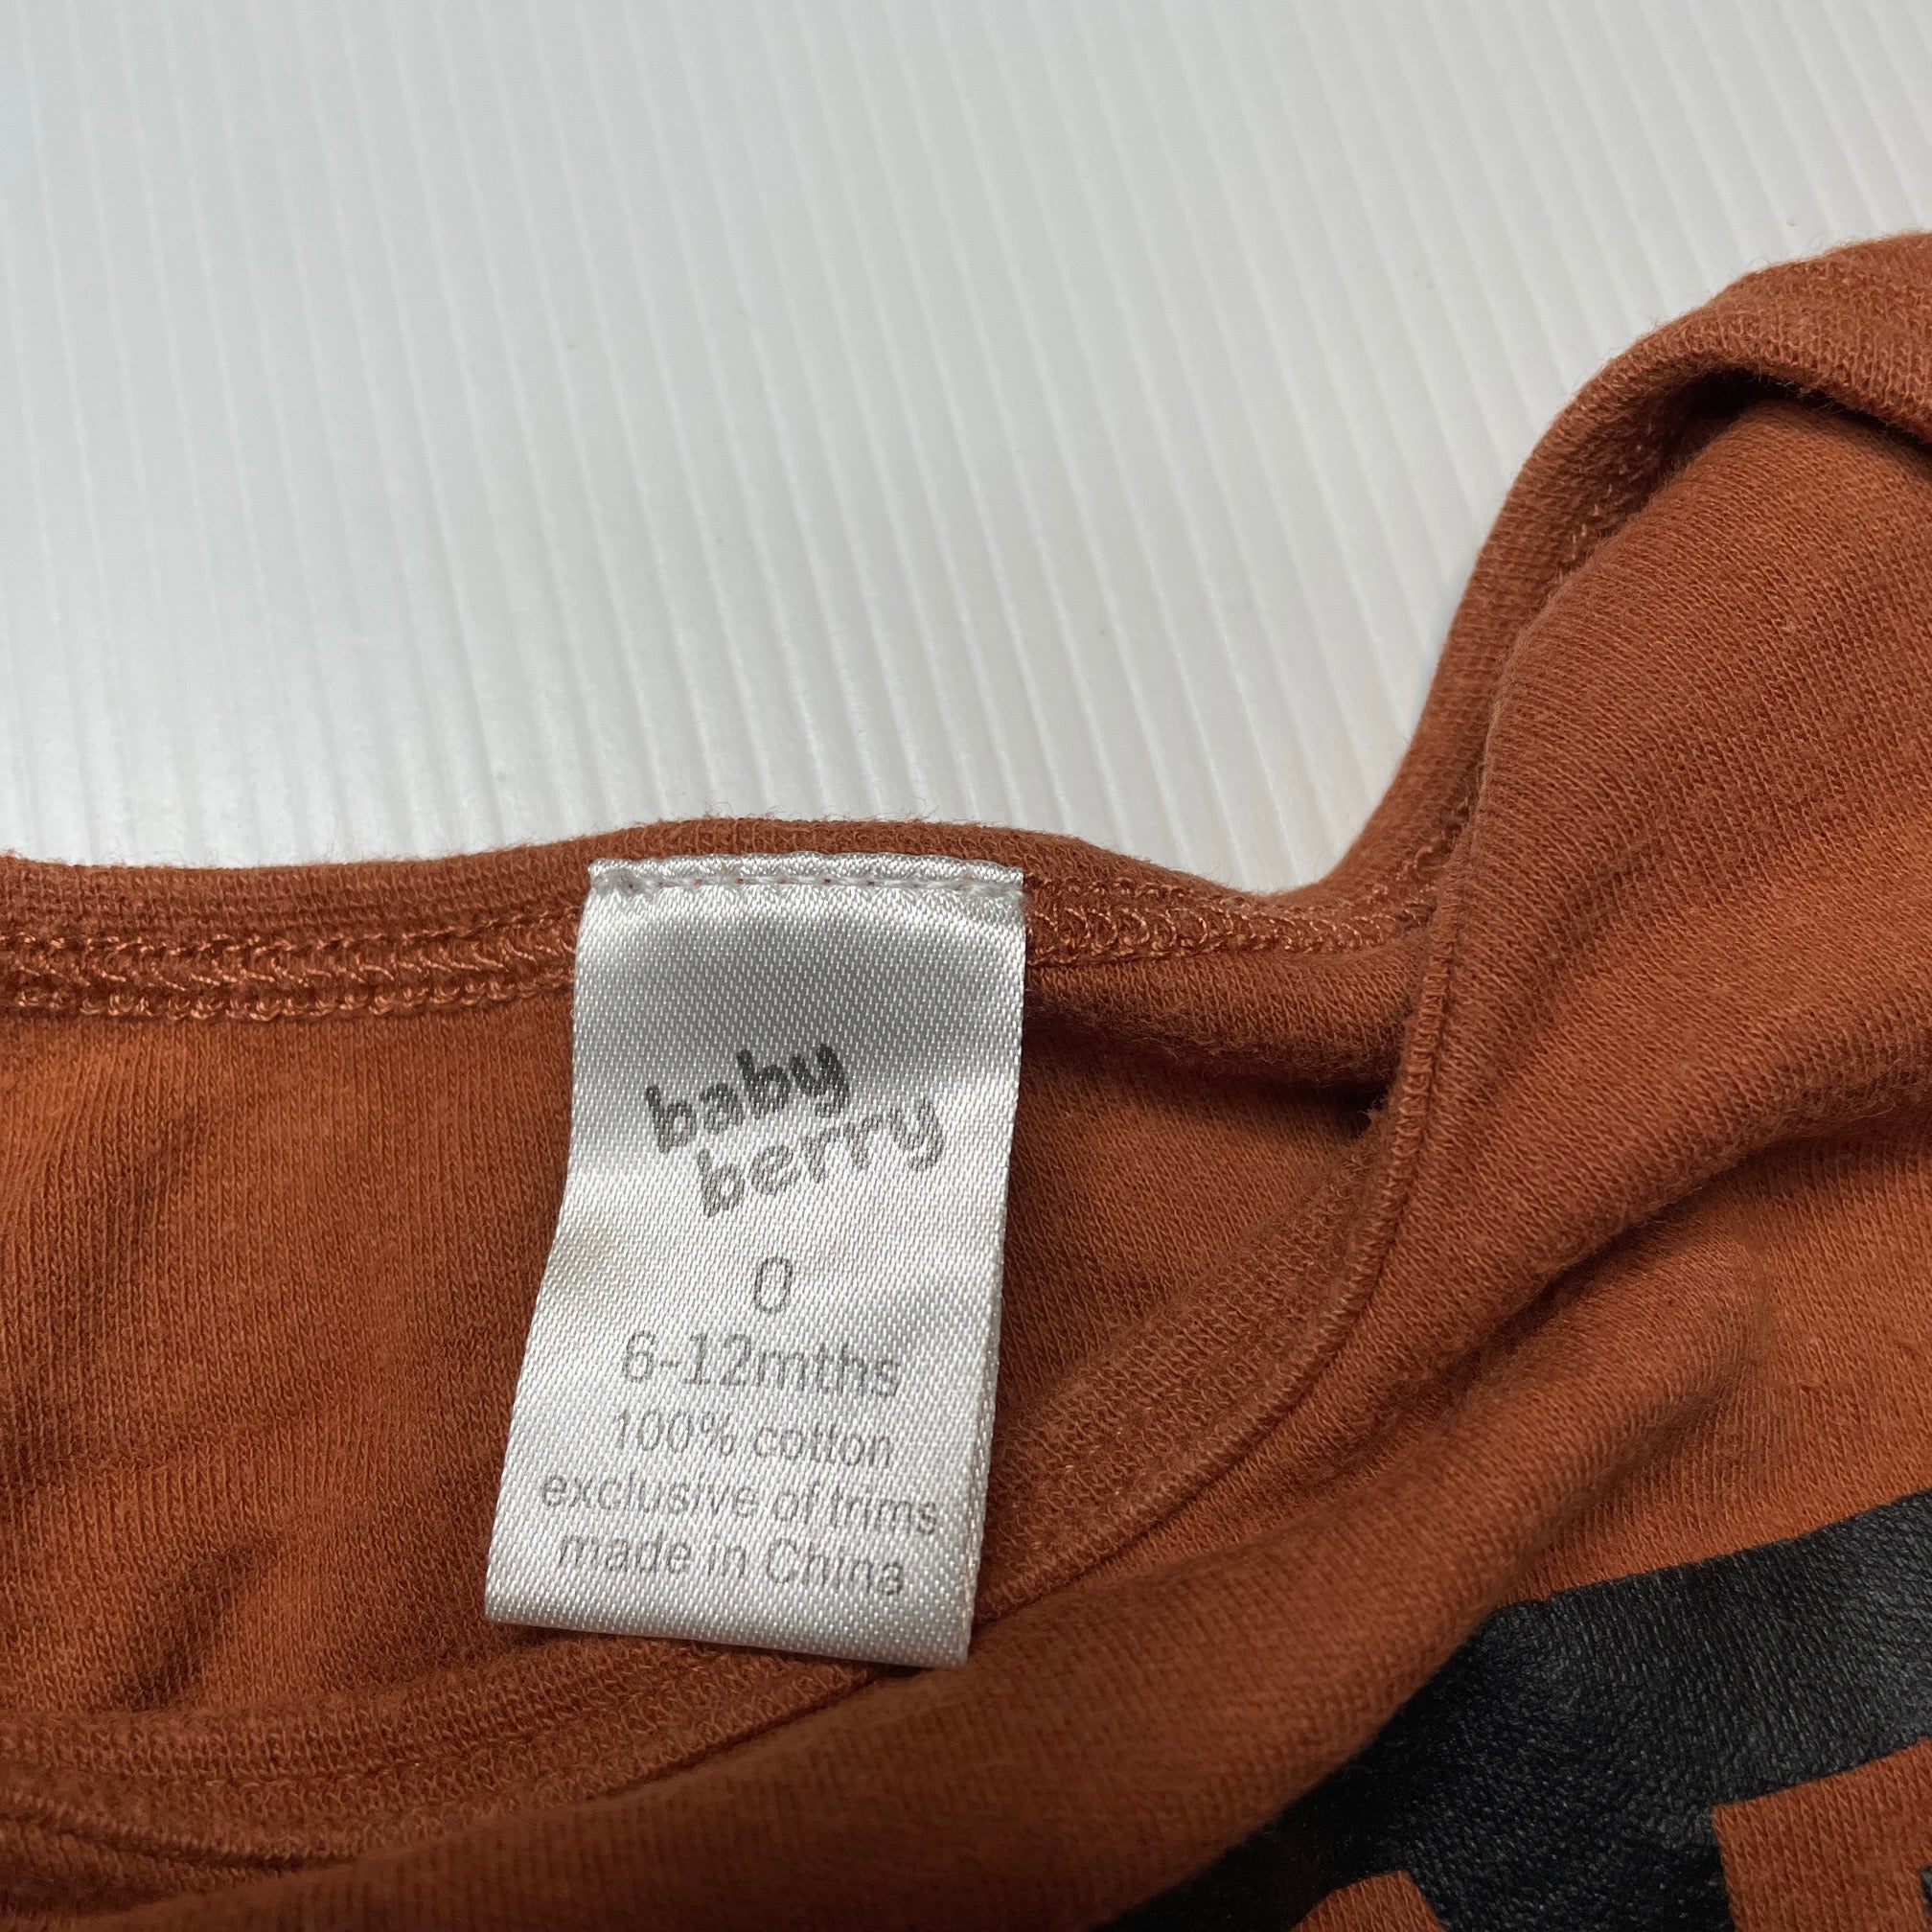 baby
berry
0
6-12mths
100% cotton
exclusive of trims
made in China